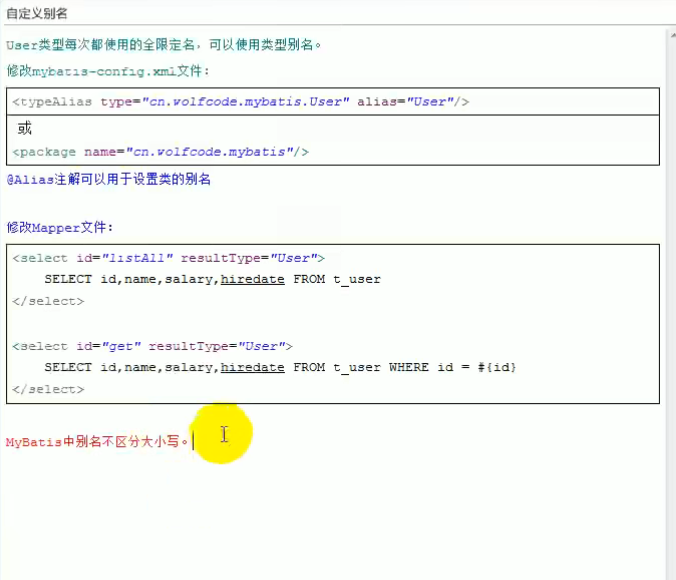 自定义别名
User类型每次都使用的全限定名，可以使用类型别名。
修改mybatis-config.xml文件：
<typeAlias type="cn.wolfcode.mybatis.User" alias="User"/>
或
<package name="cn.wolfcode.mybatis"/>
@Alias注解可以用于设置类的别名
修改Mapper文件：
<select id="listAll" resultType="User">
SELECT id,name,salary,hiredate FROM t_user
</select>
<select id="get" resultType="User">
SELECT id,name,salary,hiredate FROM t_user WHERE id = #{id}
</select>
MyBatis中别名不区分大小写。